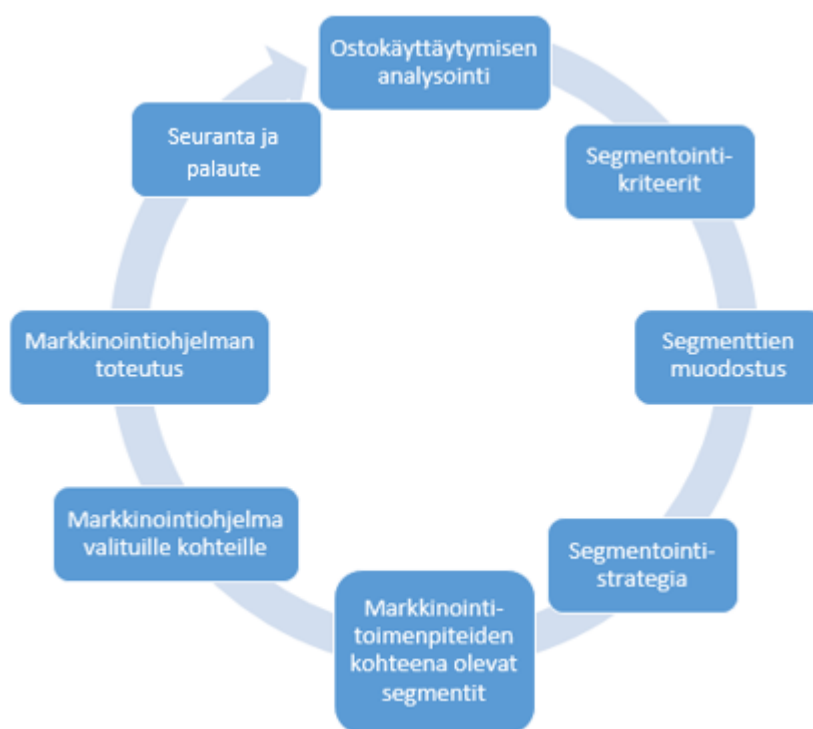 Ostokäyttäytymisen
analysointi
Segmentointi-
kriteerit
Segmenttien
muodostus
Segmentointi-
strategia
Markkinointi-
toimenpiteiden
kohteena olevat
segmentit
Markkinointiohjelma
valituille kohteille
Markkinointiohjelman
toteutus
Seuranta ja
palaute